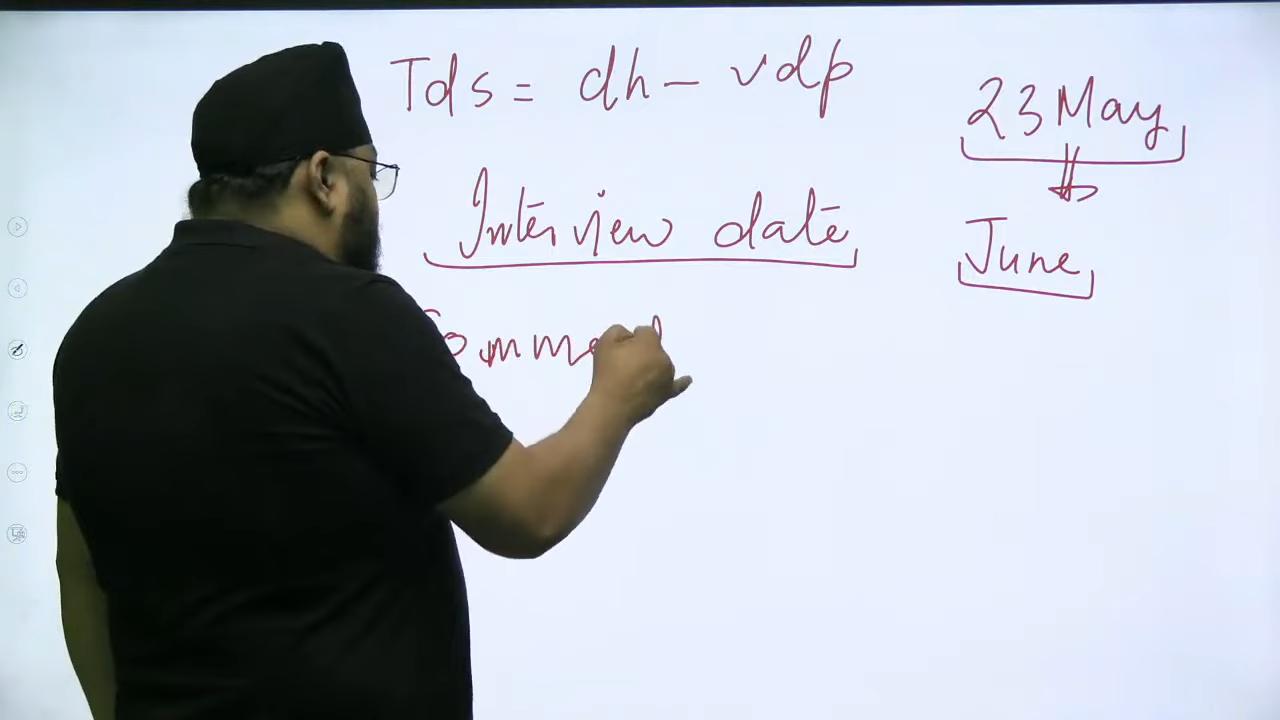 Tds = dh - vdp
23 May
Interview date
June